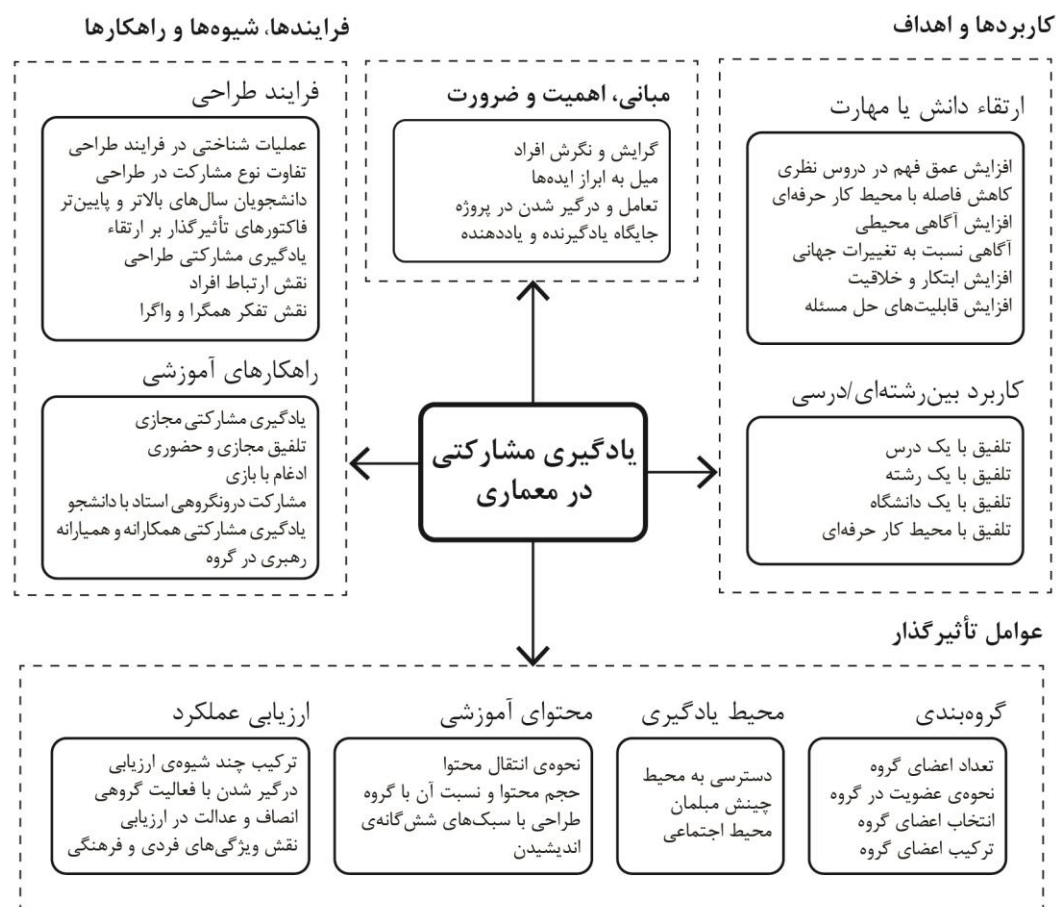 کاربردها و اهداف
ارتقاء دانش یا مهارت
افزایش عمق فهم در دروس نظری
کاهش فاصله با محیط کار حرفه‌ای
افزایش آگاهی محیطی
آگاهی نسبت به تغییرات جهانی
افزایش ابتکار و خلاقیت
افزایش قابلیت‌های حل مسئله
کاربرد بین‌رشته‌ای/درسی
تلفیق با یک درس
تلفیق با یک رشته
تلفیق با یک دانشگاه
تلفیق با محیط کار حرفه‌ای
مبانی، اهمیت و ضرورت
گرایش و نگرش افراد
میل به ابراز ایده‌ها
تعامل و درگیر شدن در پروژه
جایگاه یادگیرنده و یاددهنده
یادگیری مشارکتی
در معماری
فرایندها، شیوه‌ها و راهکارها
فرایند طراحی
عملیات شناختی در فرایند طراحی
تفاوت نوع مشارکت در طراحی
دانشجویان سال‌های بالاتر و پایین‌تر
فاکتورهای تأثیرگذار بر ارتقاء
یادگیری مشارکتی طراحی
نقش ارتباط افراد
نقش تفکر همگرا و واگرا
راهکارهای آموزشی
یادگیری مشارکتی مجازی
تلفیق مجازی و حضوری
ادغام با بازی
مشارکت درونگروهی استاد با دانشجو
یادگیری مشارکتی همکارانه و همیارانه
رهبری در گروه
عوامل تأثیرگذار
گروه‌بندی
تعداد اعضای گروه
نحوه‌ی عضویت در گروه
انتخاب اعضای گروه
ترکیب اعضای گروه
محیط یادگیری
دسترسی به محیط
چینش مبلمان
محیط اجتماعی
محتوای آموزشی
نحوه‌ی انتقال محتوا
حجم محتوا و نسبت آن با گروه
طراحی با سبک‌های شش‌گانه‌ی
اندیشیدن
ارزیابی عملکرد
ترکیب چند شیوه‌ی ارزیابی
درگیر شدن با فعالیت گروهی
انصاف و عدالت در ارزیابی
نقش ویژگی‌های فردی و فرهنگی